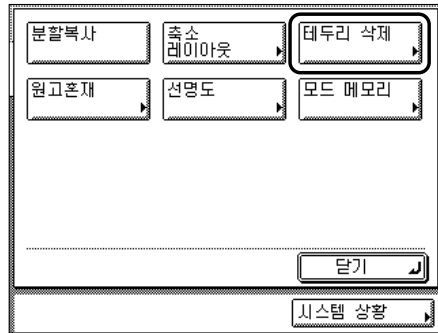 분할복사
축소
레이아웃
테두리 삭제
원고혼재
선명도
모드 메모리
닫기
시스템 상황